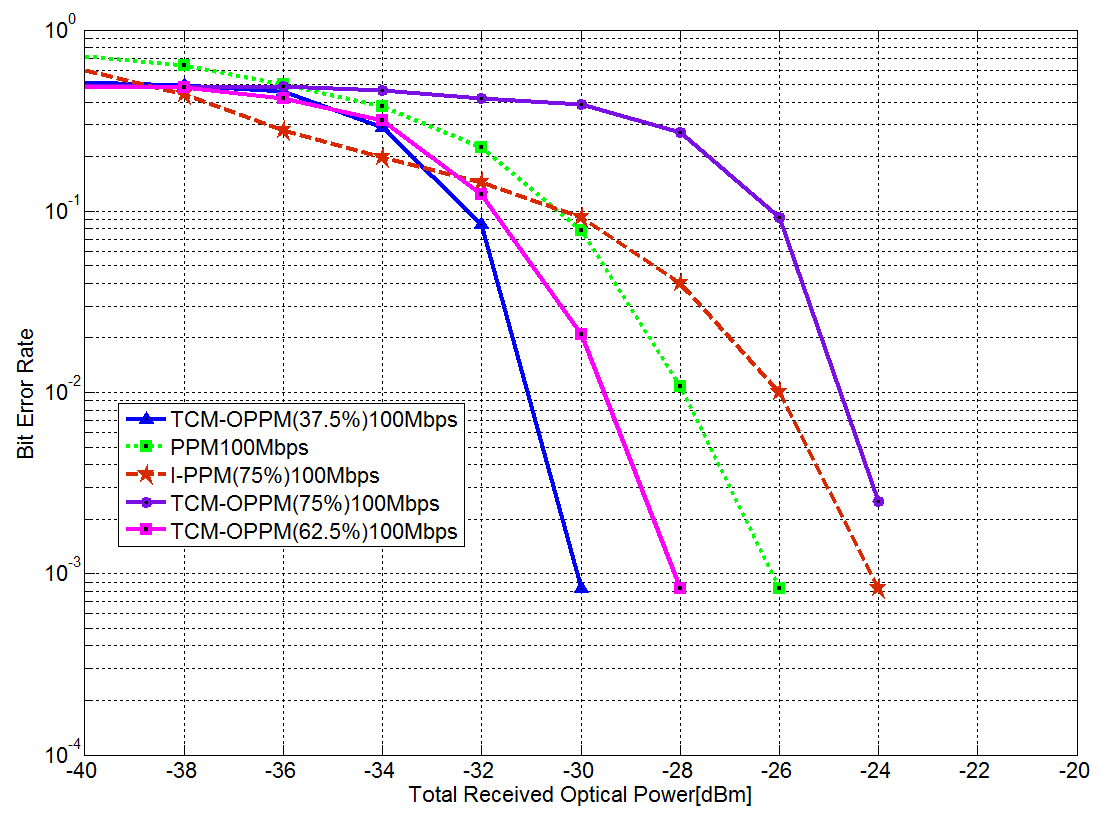 10^0
10^-1
10^-2
10^-3
10^-4
Bit Error Rate
TCM-OPPM(37.5%)100Mbps
PPM100Mbps
I-PPM(75%)100Mbps
TCM-OPPM(75%)100Mbps
TCM-OPPM(62.5%)100Mbps
-40 -38 -36 -34 -32 -30 -28 -26 -24 -22 -20
Total Received Optical Power[dBm]